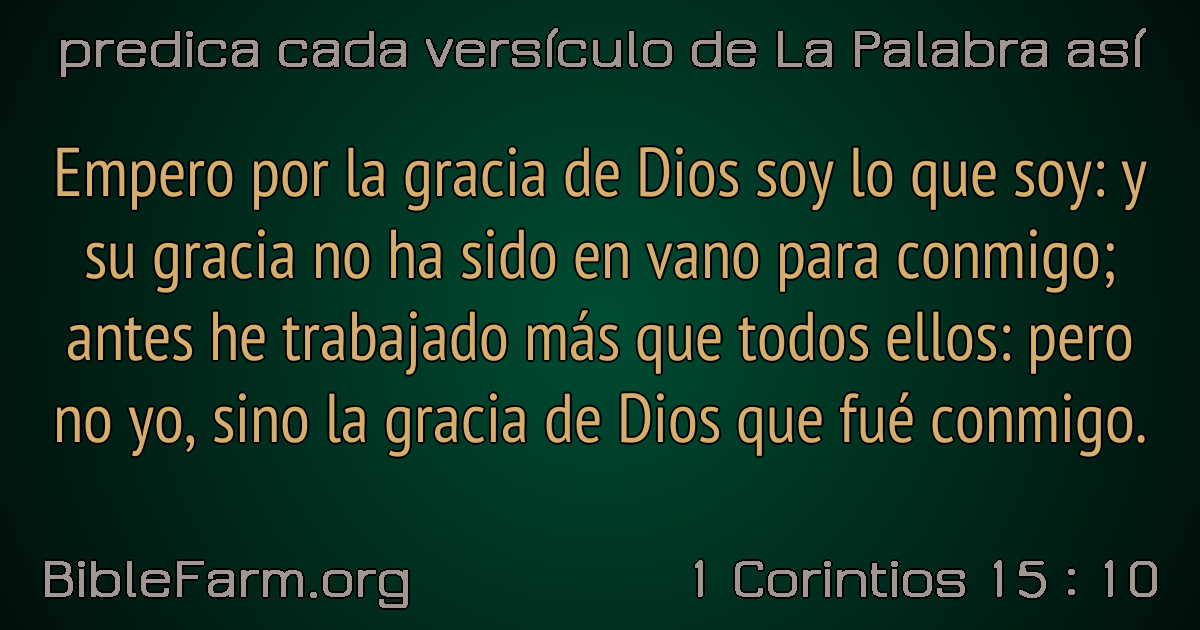 predica cada versículo de La Palabra así
Empero por la gracia de Dios soy lo que soy: y
su gracia no ha sido en vano para conmigo;
antes he trabajado más que todos ellos: pero
no yo, sino la gracia de Dios que fué conmigo.
BibleFarm.org
1 Corintios 15 : 10